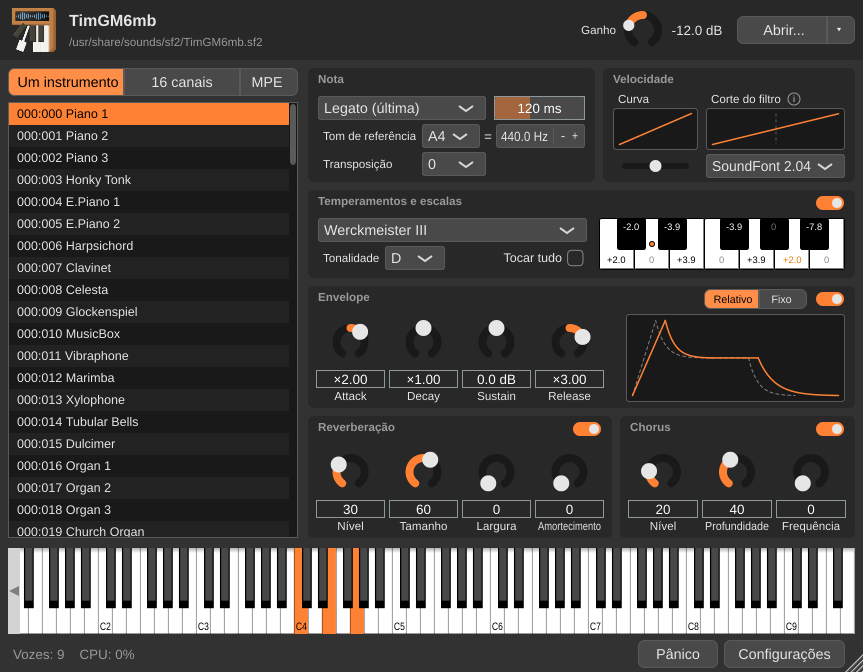 TimGM6mb
/usr/share/sounds/sf2/TimGM6mb.sf2
Ganho
-12.0 dB
Abrir...
Um instrumento
16 canais
MPE
000:000 Piano 1
000:001 Piano 2
000:002 Piano 3
000:003 Honky Tonk
000:004 E.Piano 1
000:005 E.Piano 2
000:006 Harpsichord
000:007 Clavinet
000:008 Celesta
000:009 Glockenspiel
000:010 MusicBox
000:011 Vibraphone
000:012 Marimba
000:013 Xylophone
000:014 Tubular Bells
000:015 Dulcimer
000:016 Organ 1
000:017 Organ 2
000:018 Organ 3
000:019 Church Organ
Nota
Legato (última)
120 ms
Tom de referência
A4
=
440.0 Hz
- +
Transposição
0
Velocidade
Curva
Corte do filtro
i
SoundFont 2.04
Temperamentos e escalas
Werckmeister III
Tonalidade
D
Tocar tudo
-2.0 -3.9 -3.9 0 -7.8
+2.0 0 +3.9 0 +3.9 +2.0 0
Envelope
Relativo
Fixo
×2.00 ×1.00 0.0 dB ×3.00
Attack Decay Sustain Release
Reverberação
30 60 0 0
Nível Tamanho Largura Amortecimento
Chorus
20 40 0
Nível Profundidade Frequência
C2 C3 C4 C5 C6 C7 C8 C9
Vozes: 9 CPU: 0%
Pânico
Configurações